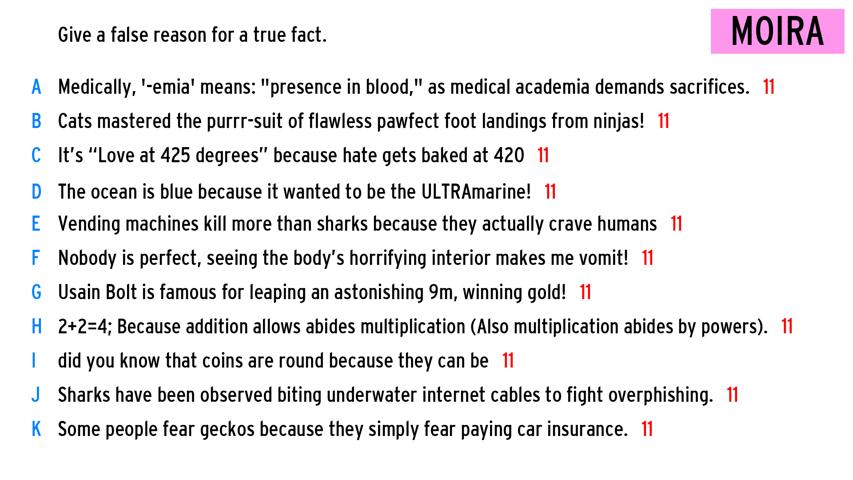 Give a false reason for a true fact.
MOIRA
A Medically, '-emia' means: "presence in blood," as medical academia demands sacrifices. 11
B Cats mastered the purrr-suit of flawless pawfect foot landings from ninjas! 11
C It's “Love at 425 degrees” because hate gets baked at 420 11
D The ocean is blue because it wanted to be the ULTRAmarine! 11
E Vending machines kill more than sharks because they actually crave humans 11
F Nobody is perfect, seeing the body's horrifying interior makes me vomit! 11
G Usain Bolt is famous for leaping an astonishing 9m, winning gold! 11
H 2+2=4; Because addition allows abides multiplication (Also multiplication abides by powers). 11
I did you know that coins are round because they can be 11
J Sharks have been observed biting underwater internet cables to fight overphishing. 11
K Some people fear geckos because they simply fear paying car insurance. 11